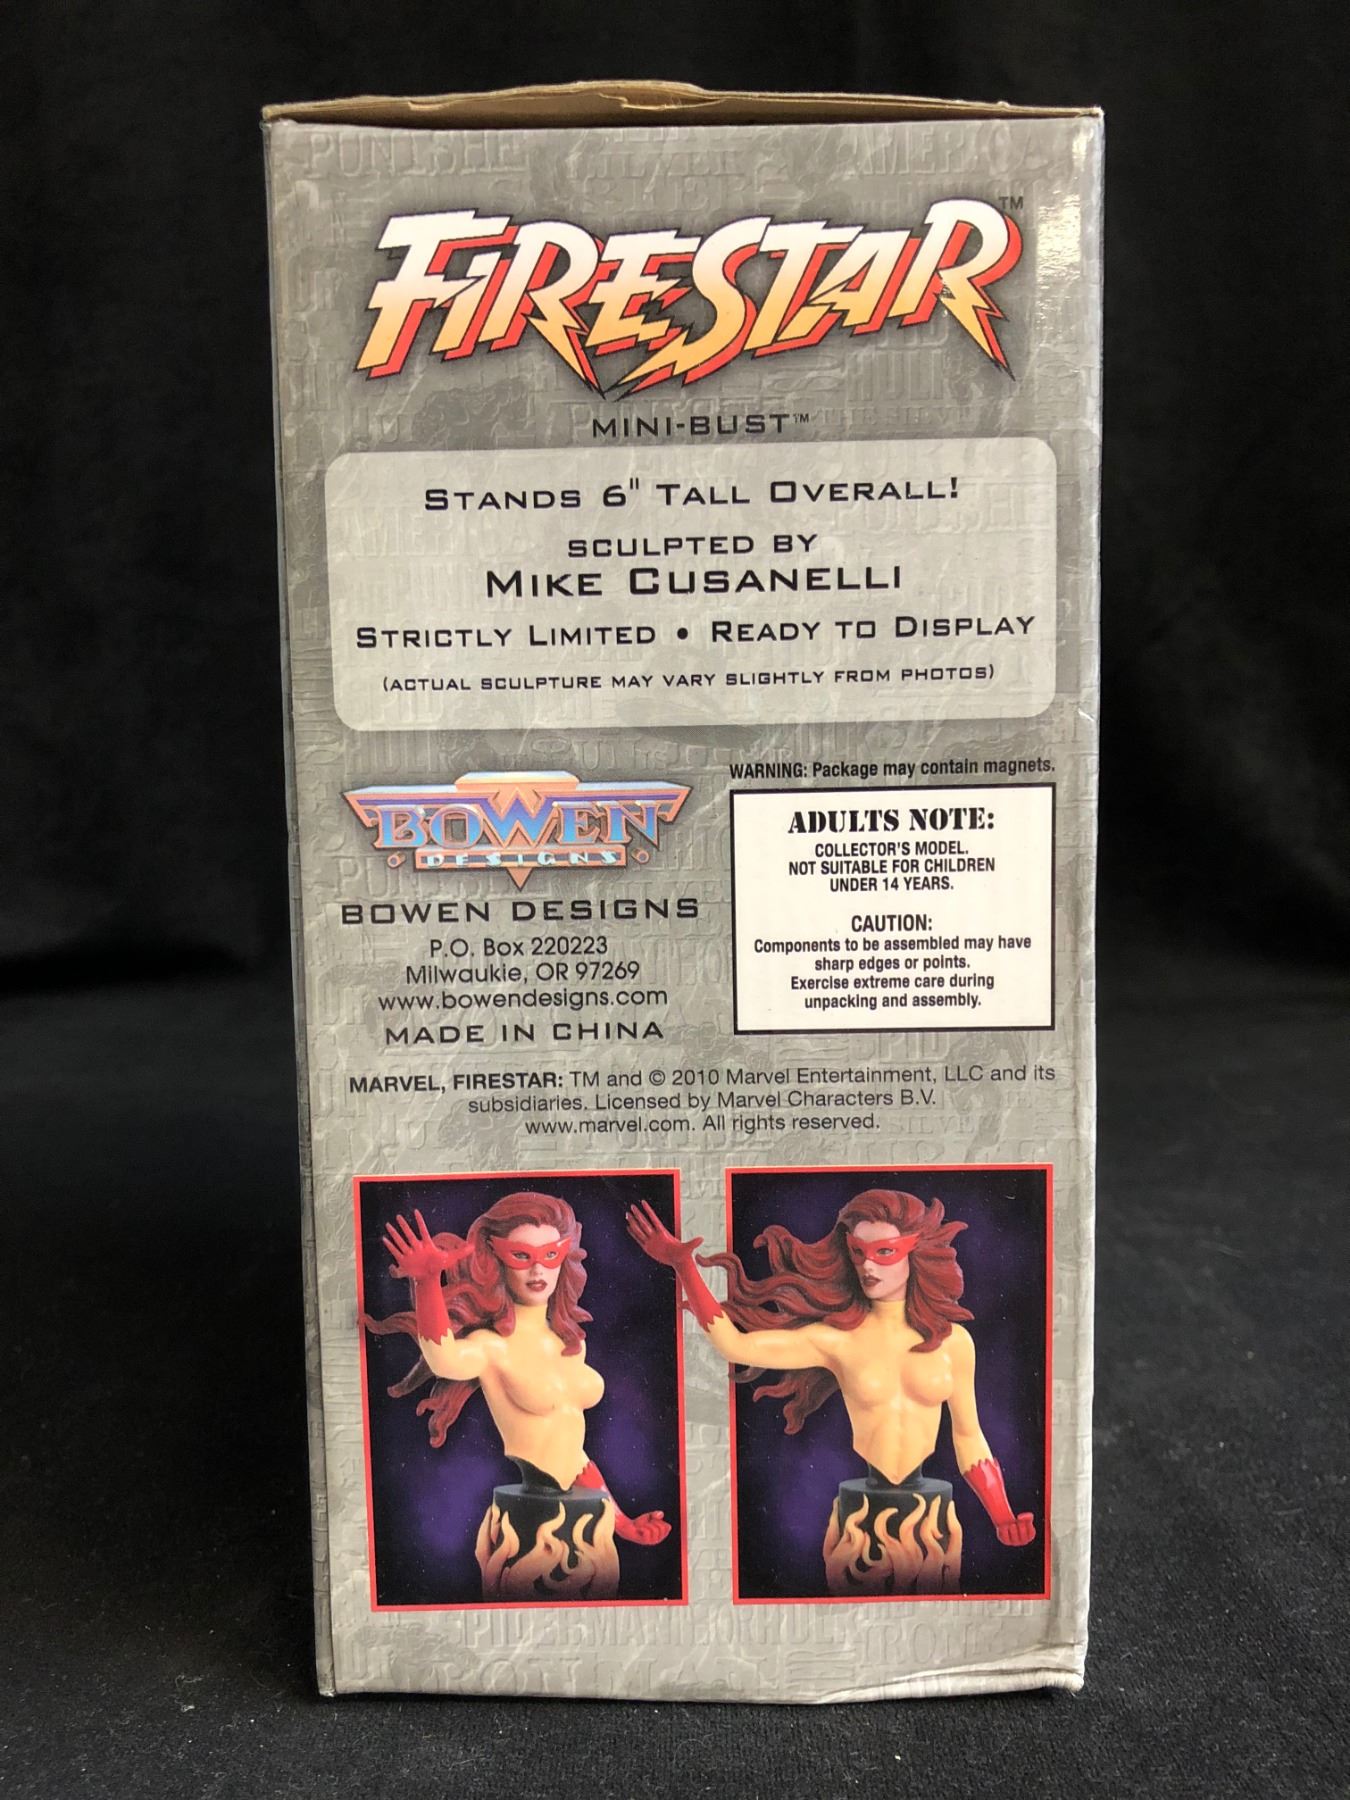 FIRESTAR™
MINI-BUST™
STANDS 6" TALL OVERALL!
SCULPTED BY
MIKE CUSANELLI
STRICTLY LIMITED • READY TO DISPLAY
(ACTUAL SCULPTURE MAY VARY SLIGHTLY FROM PHOTOS)
BOWEN
DESIGNS
BOWEN DESIGNS
P.O. Box 220223
Milwaukie, OR 97269
www.bowendesigns.com
MADE IN CHINA
WARNING: Package may contain magnets.
ADULTS NOTE:
COLLECTOR'S MODEL.
NOT SUITABLE FOR CHILDREN
UNDER 14 YEARS.
CAUTION:
Components to be assembled may have
sharp edges or points.
Exercise extreme care during
unpacking and assembly.
MARVEL, FIRESTAR: TM and © 2010 Marvel Entertainment, LLC and its
subsidiaries. Licensed by Marvel Characters B.V.
www.marvel.com. All rights reserved.